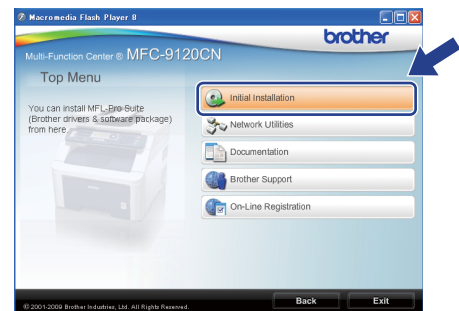 Macromedia Flash Player 8
brother
Multi-Function Center ® MFC-9120CN
Top Menu
You can install MFL-Pro Suite
(Brother drivers & software package)
from here.
Initial Installation
Network Utilities
Documentation
Brother Support
On-Line Registration
© 2001-2009 Brother Industries, Ltd. All Rights Reserved.
Back
Exit